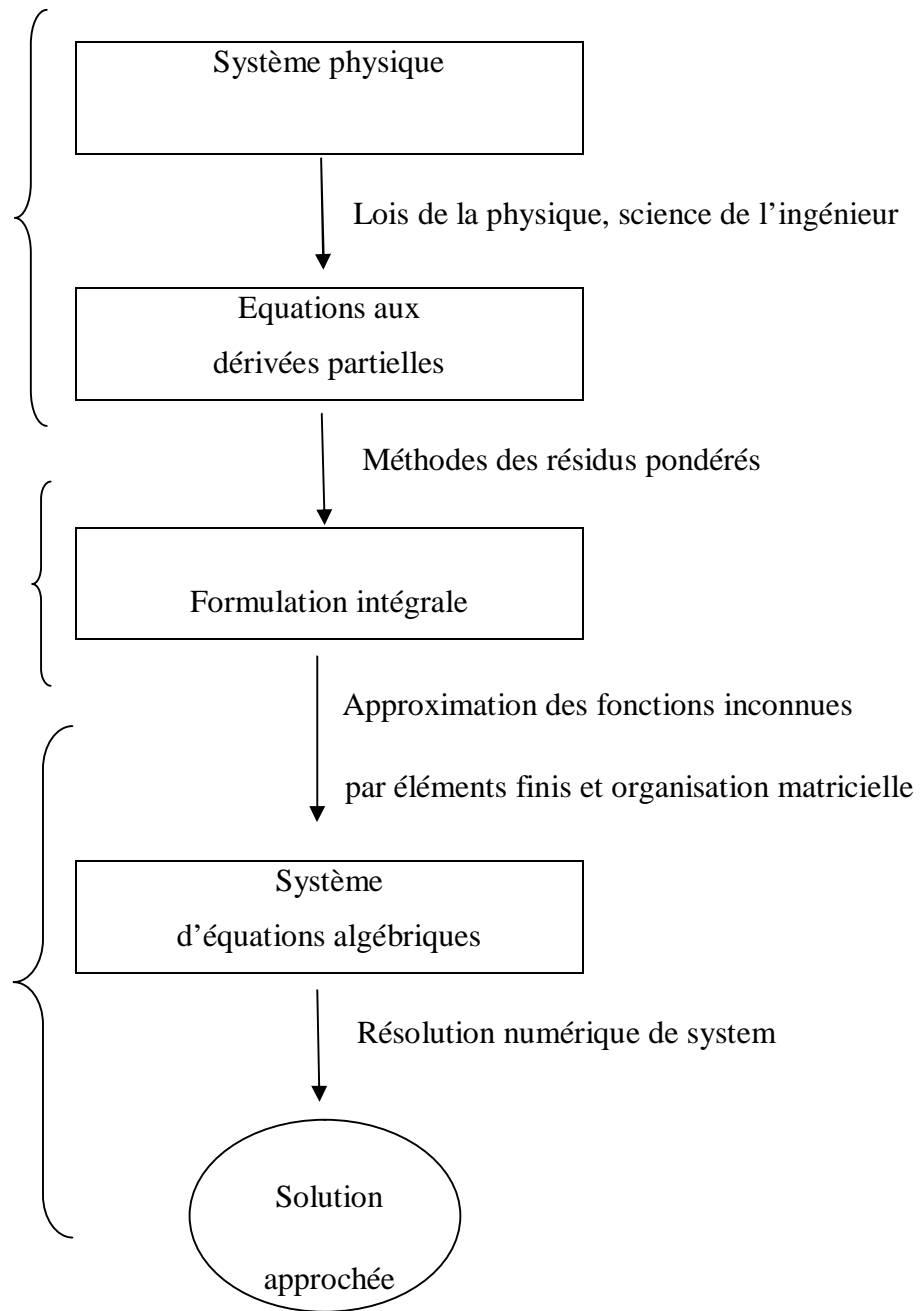 Système physique
Lois de la physique, science de l’ingénieur
Equations aux
dérivées partielles
Méthodes des résidus pondérés
Formulation intégrale
Approximation des fonctions inconnues
par éléments finis et organisation matricielle
Système
d’équations algébriques
Résolution numérique de system
Solution
approchée